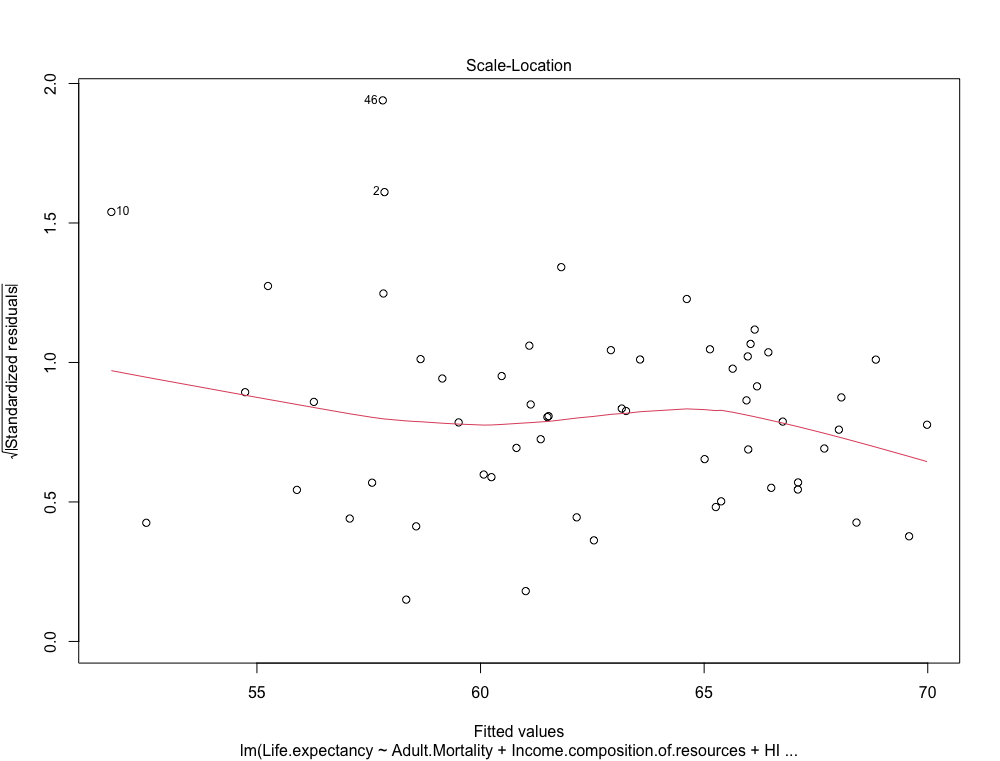 Scale-Location
2.0
1.5
1.0
0.5
0.0
√|Standardized residuals|
46
2
10
55 60 65 70
Fitted values
lm(Life.expectancy ~ Adult.Mortality + Income.composition.of.resources + HI ...